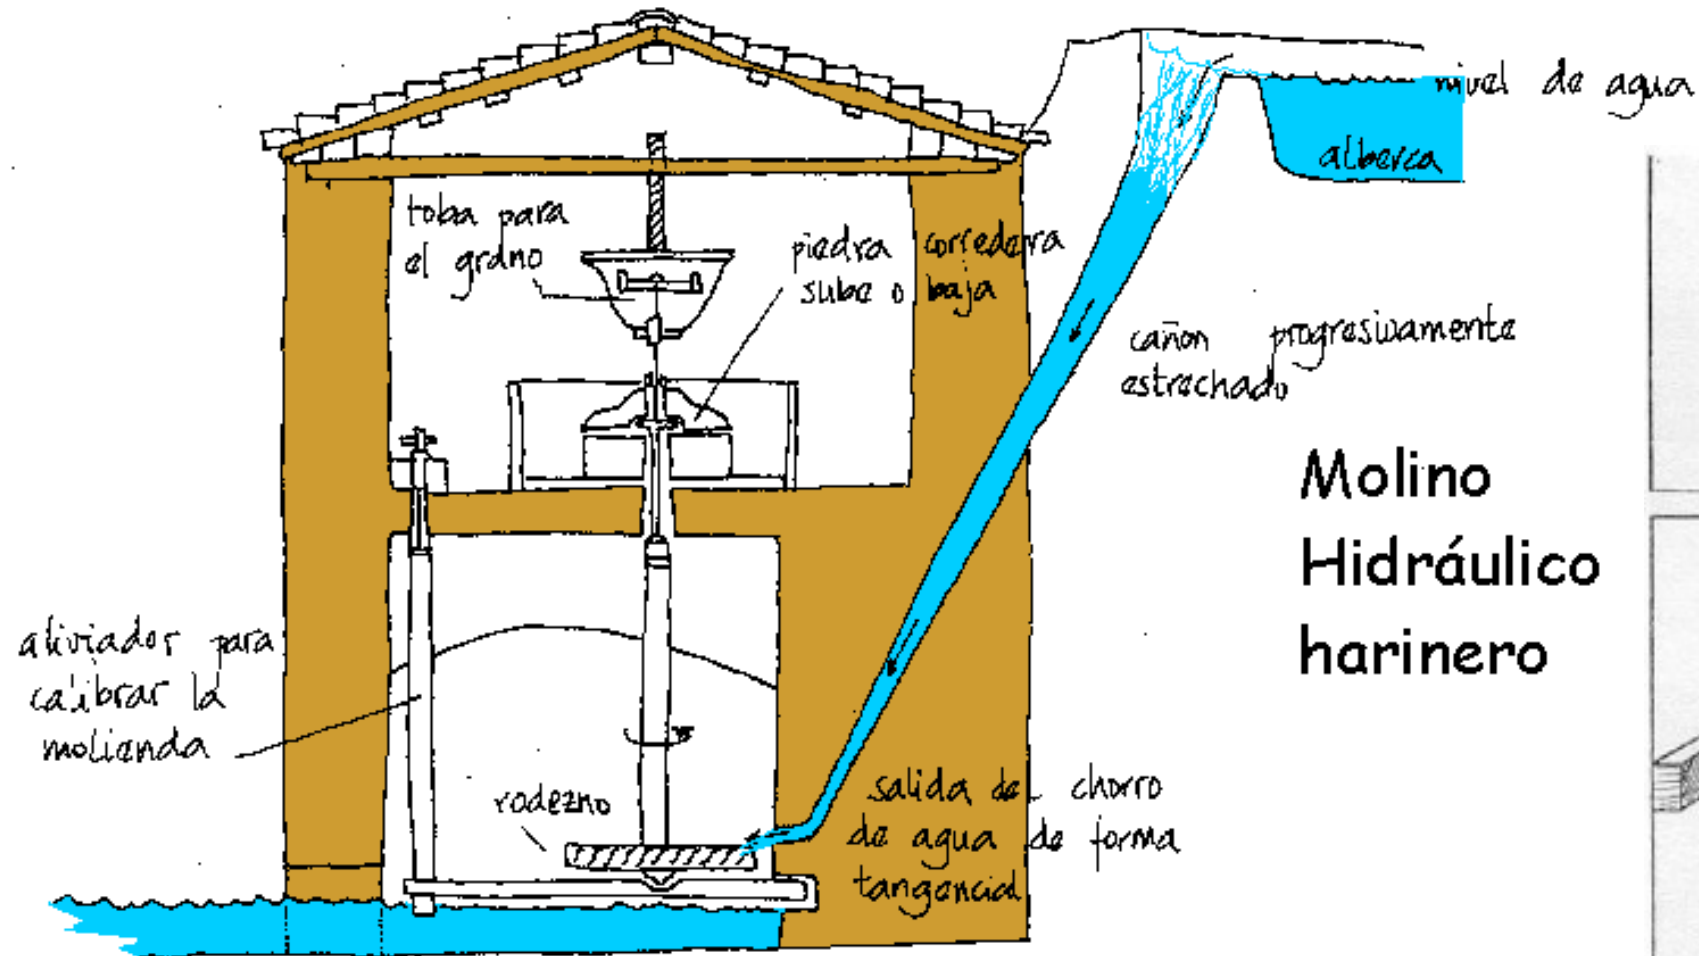 nivel de agua
alberca
toba para
el grano
piedra corredera
sube o baja
cañon progresivamente
estrechado
Molino
Hidráulico
harinero
aliviador para
calibrar la
molienda
rodezno
salida del chorro
de agua de forma
tangencial